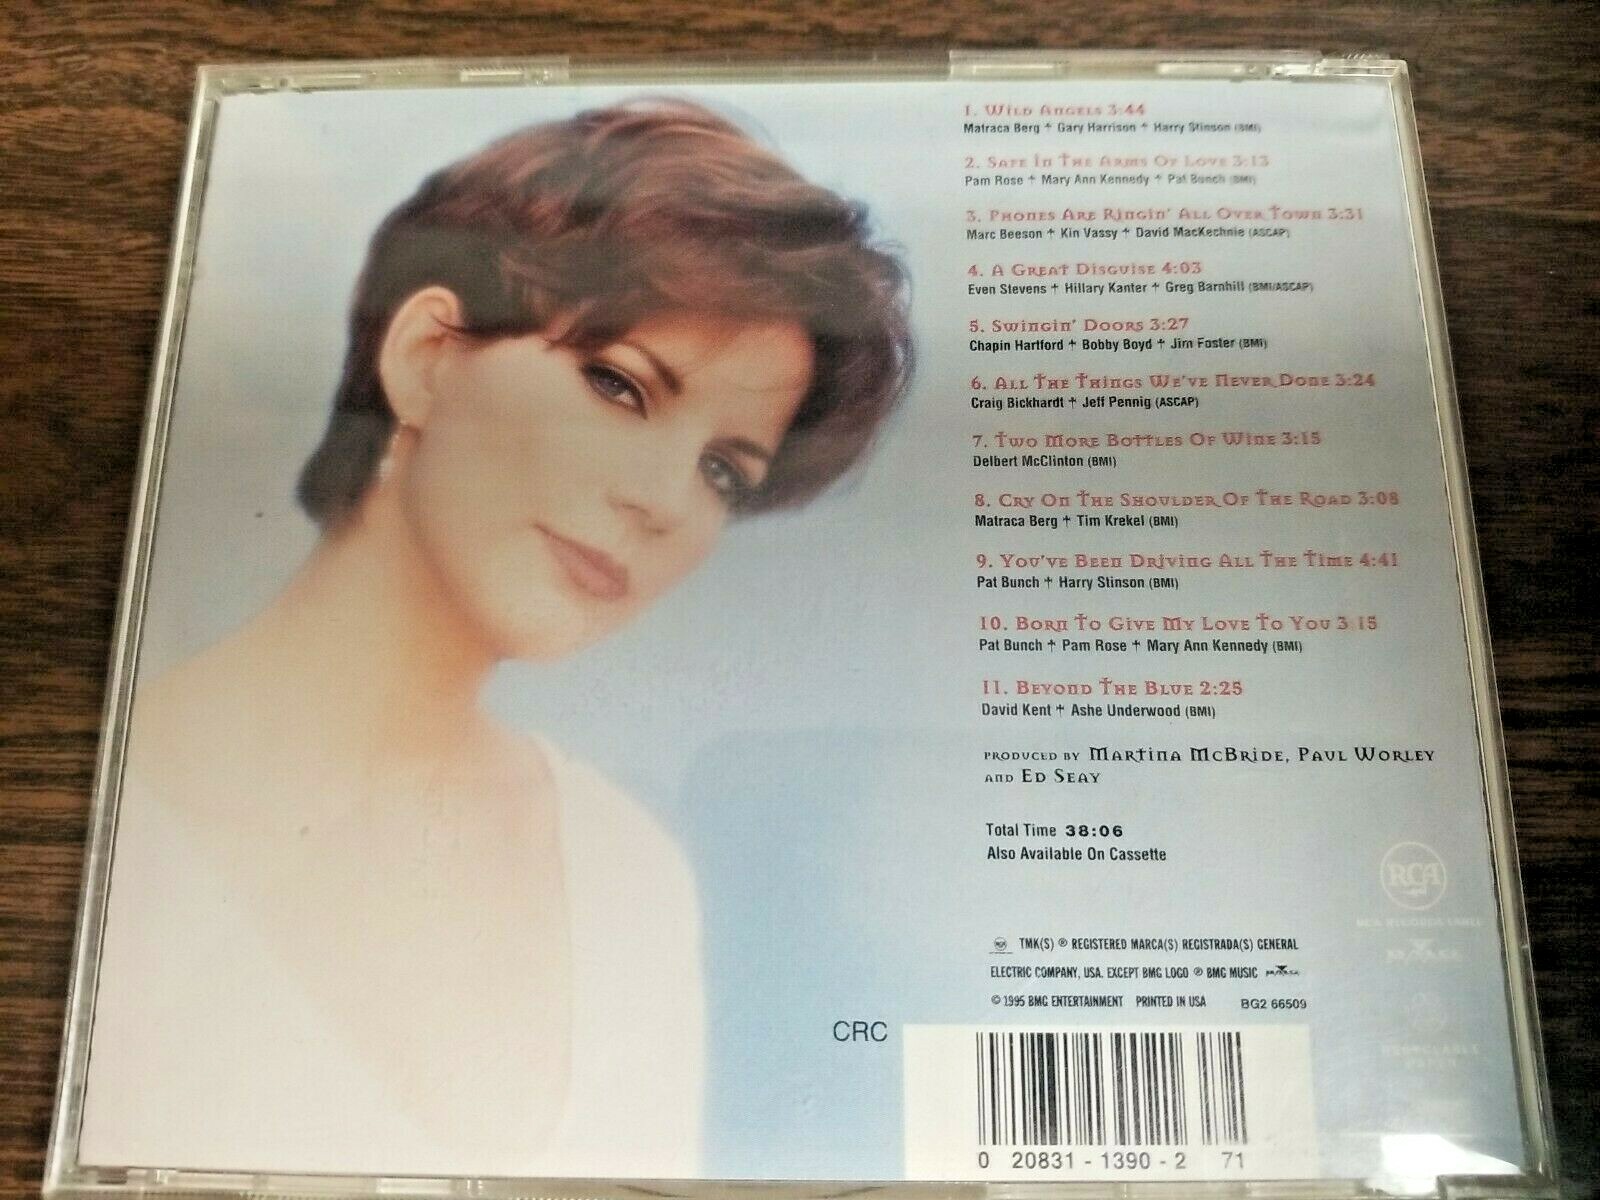 1. Wild Angels 3:44
Matraca Berg † Gary Harrison † Harry Stinson (BMI)
2. Safe In The Arms Of Love 3:13
Pam Rose † Mary Ann Kennedy † Pat Bunch (BMI)
3. Phones Are Ringin' All Over Town 3:31
Marc Beeson † Kin Vassy † David MacKechnie (ASCAP)
4. A Great Disguise 4:03
Even Stevens † Hillary Kanter † Greg Barnhill (BMI/ASCAP)
5. Swingin' Doors 3:27
Chapin Hartford † Bobby Boyd † Jim Foster (BMI)
6. All The Things We've Never Done 3:24
Craig Bickhardt † Jeff Pennig (ASCAP)
7. Two More Bottles Of Wine 3:15
Delbert McClinton (BMI)
8. Cry On The Shoulder Of The Road 3:08
Matraca Berg † Tim Krekel (BMI)
9. You've Been Driving All The Time 4:41
Pat Bunch † Harry Stinson (BMI)
10. Born To Give My Love To You 3:15
Pat Bunch † Pam Rose † Mary Ann Kennedy (BMI)
11. Beyond The Blue 2:25
David Kent † Ashe Underwood (BMI)
PRODUCED BY MARTINA MCBRIDE, PAUL WORLEY
AND ED SEAY
Total Time 38:06
Also Available On Cassette
RCA
RCA RECORDS LABEL
TMK(S) ® REGISTERED MARCA(S) REGISTRADA(S) GENERAL
ELECTRIC COMPANY, USA. EXCEPT BMG LOGO ® BMG MUSIC
© 1995 BMG ENTERTAINMENT PRINTED IN USA BG2 66509
CRC
RECYCLABLE
0 20831 - 1390 - 2 71